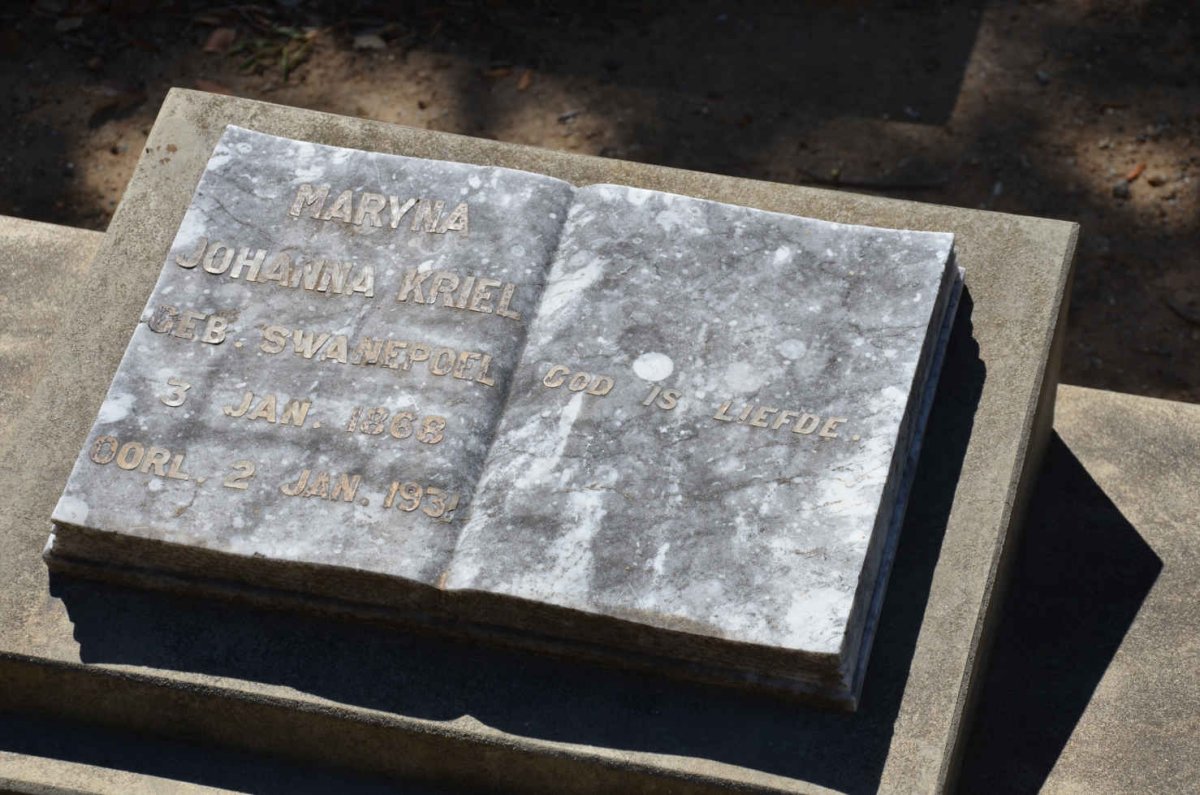 MARYNA
JOHANNA KRIEL
GEB. SWANEPOEL
3 JAN. 1868
OORL. 2 JAN. 1931
GOD IS LIEFDE.